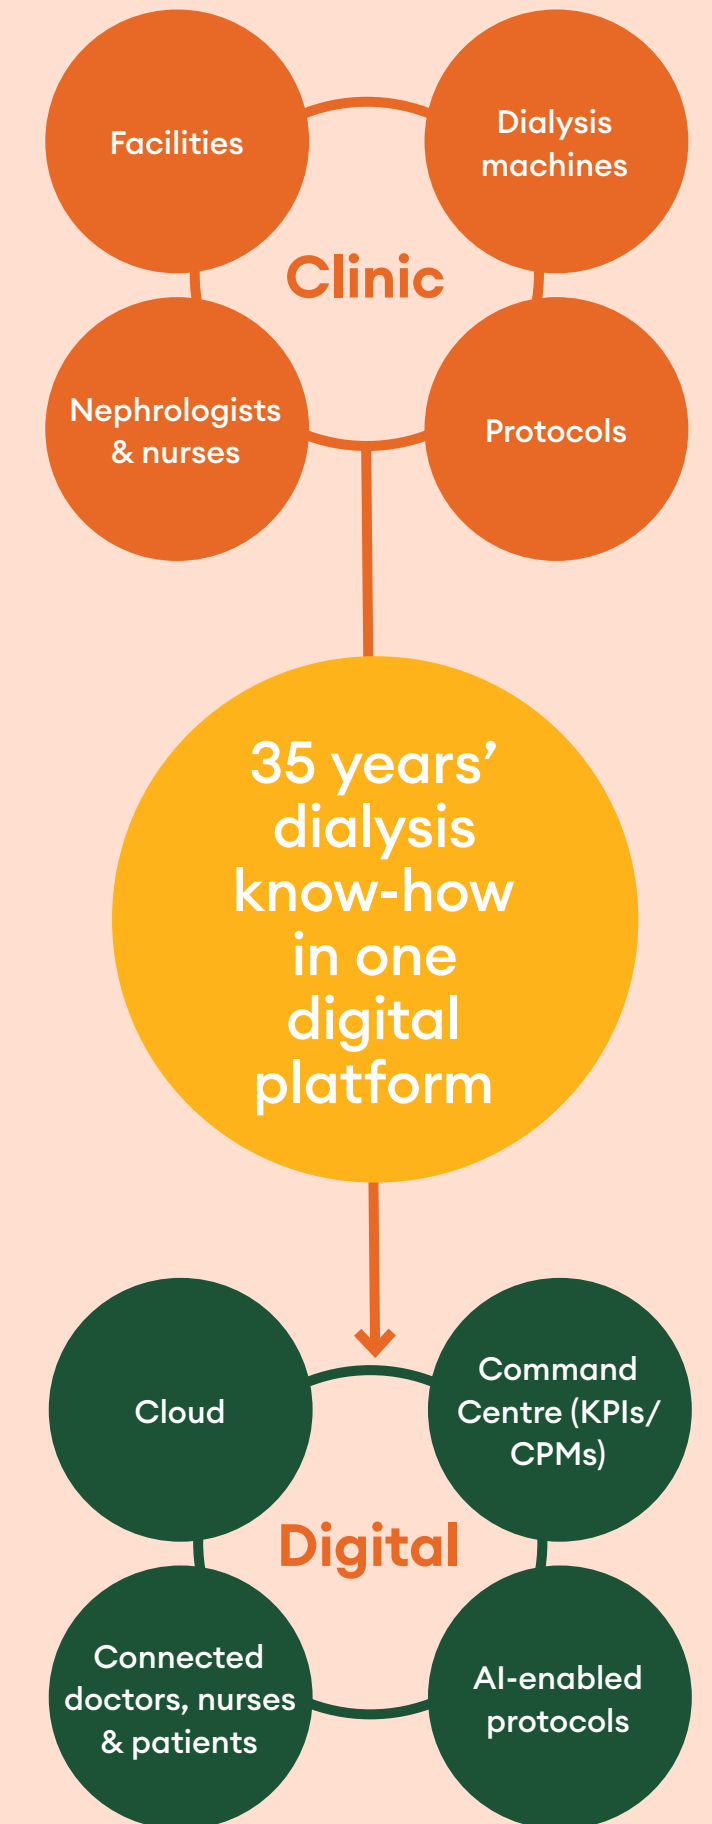 Facilities
Dialysis
machines
Clinic
Nephrologists
& nurses
Protocols
35 years’
dialysis
know-how
in one
digital
platform
Cloud
Command
Centre (KPIs/
CPMs)
Digital
Connected
doctors, nurses
& patients
AI-enabled
protocols